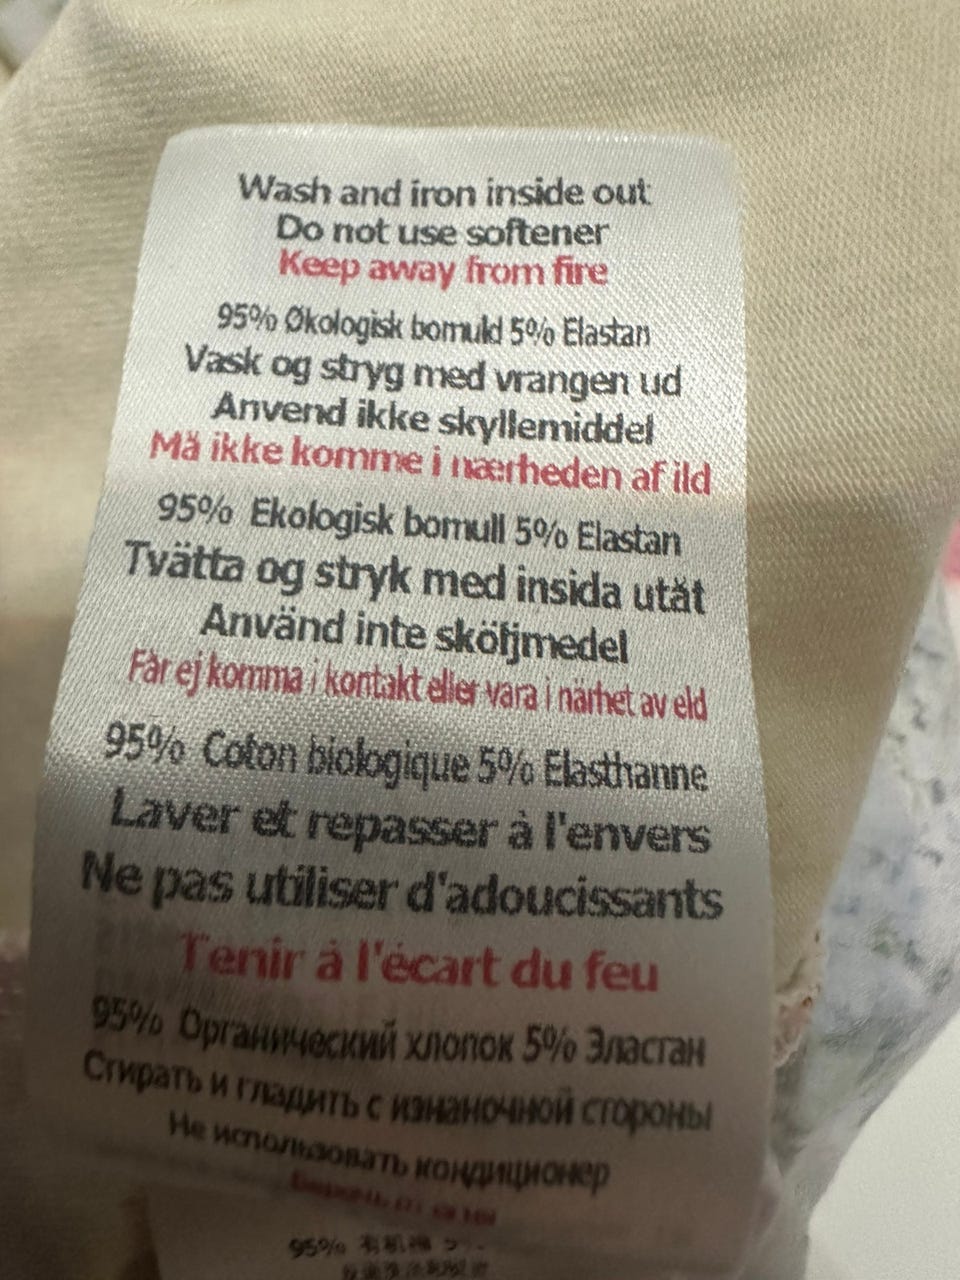 Wash and iron inside out
Do not use softener
Keep away from fire
95% Økologisk bomuld 5% Elastan
Vask og stryg med vrangen ud
Anvend ikke skyllemiddel
Må ikke komme i nærheden af ild
95% Ekologisk bomull 5% Elastan
Tvätta og stryk med insida utåt
Använd inte sköljmedel
Får ej komma i kontakt eller vara i närhet av eld
95% Coton biologique 5% Elasthanne
Laver et repasser à l'envers
Ne pas utiliser d'adoucissants
Tenir à l'écart du feu
95% Органический хлопок 5% Эластан
Стирать и гладить с изнаночной стороны
Не использовать кондиционер
95% 有机棉 5